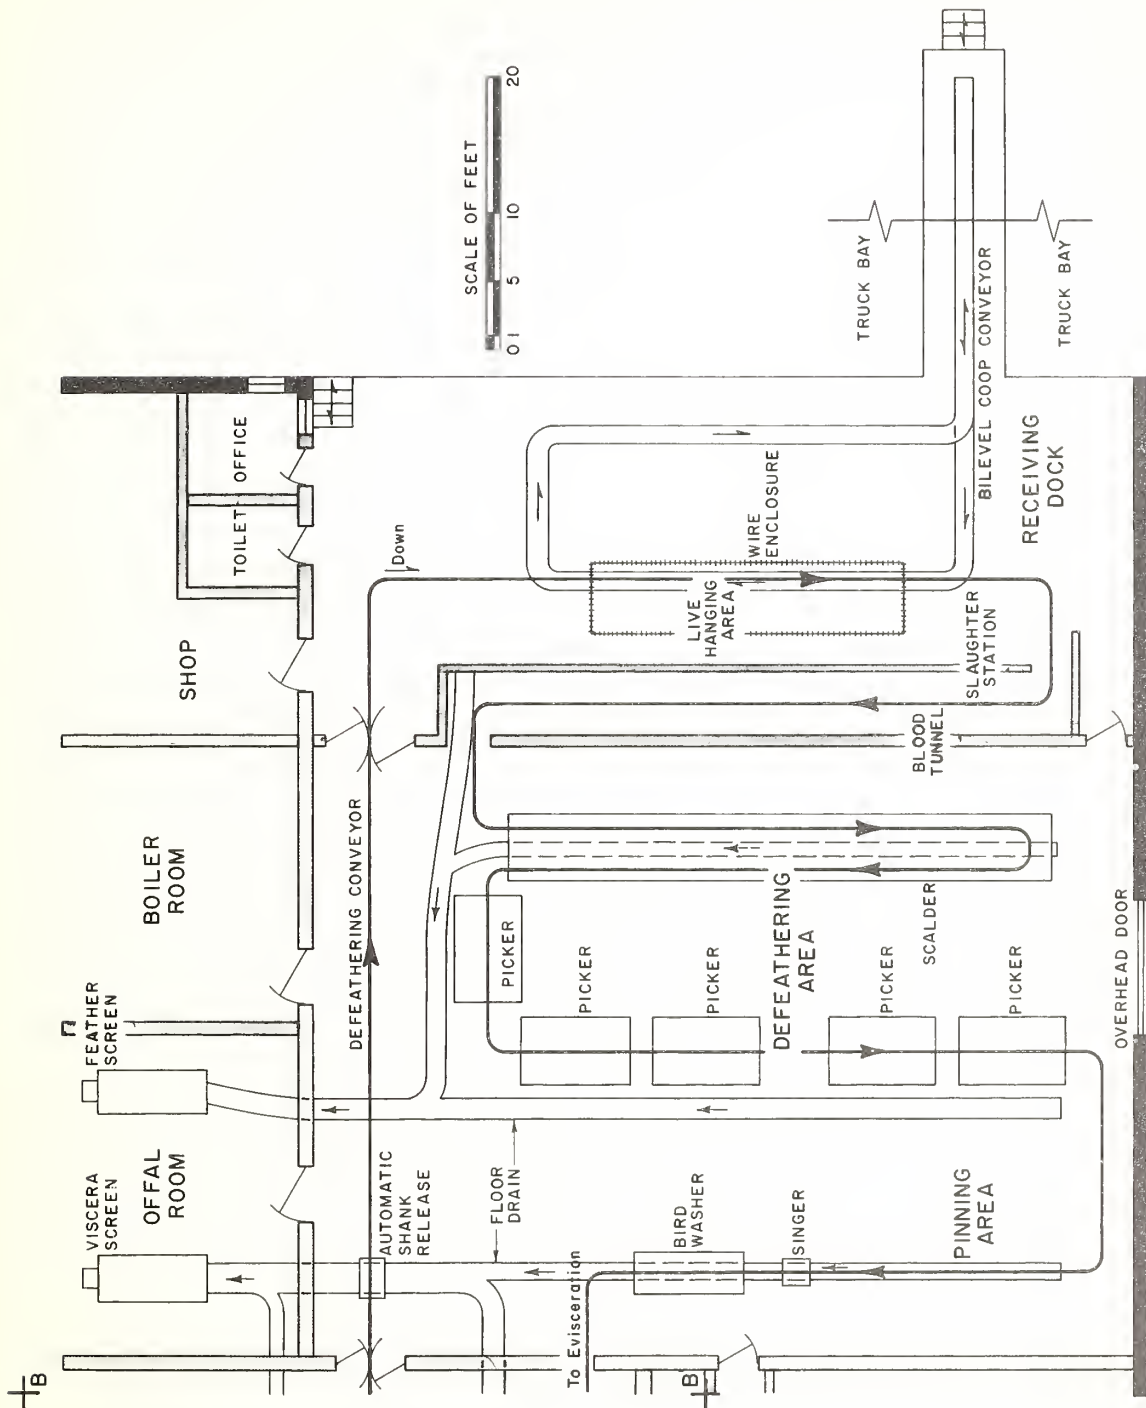 SCALE OF FEET
0 1 5 10 20
TRUCK BAY
TRUCK BAY
BILEVEL COOP CONVEYOR
RECEIVING
DOCK
OFFICE
TOILET
SHOP
Down
WIRE
ENCLOSURE
LIVE
HANGING
AREA
SLAUGHTER
STATION
BLOOD
TUNNEL
BOILER
ROOM
DEFEATHERING CONVEYOR
DEFEATHERING
AREA
SCALDER
PICKER
PICKER
PICKER
PICKER
PICKER
OVERHEAD DOOR
FEATHER
SCREEN
VISCERA
SCREEN
OFFAL
ROOM
AUTOMATIC
SHANK
RELEASE
FLOOR
DRAIN
BIRD
WASHER
SINGER
PINNING
AREA
To Evisceration
B
B